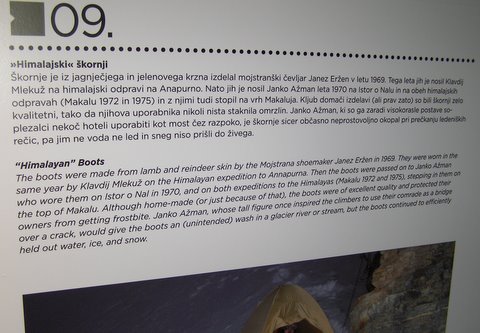 09.
»Himalajski« škornji
Škornje je iz jagnječjega in jelenovega krzna izdelal mojstranški čevljar Janez Eržen v letu 1969. Tega leta jih je nosil Klavdij
Mlekuž na himalajski odpravi na Anapurno. Nato jih je nosil Janko Ažman leta 1970 na Istor o Nalu in na obeh himalajskih
odpravah (Makalu 1972 in 1975) in z njimi tudi stopil na vrh Makaluja. Kljub domači izdelavi (ali prav zato) so bili škornji zelo
kvalitetni, tako da njihova uporabnika nikoli nista staknila omrzlin. Janko Ažman, ki so ga zaradi visokorasle postave so-
plezalci nekoč hoteli uporabiti kot most čez razpoko, je škornje sicer občasno neprostovoljno okopal pri prečkanju ledeniških
rečic, pa jim ne voda ne led in sneg niso prišli do živega.
"Himalayan" Boots
The boots were made from lamb and reindeer skin by the Mojstrana shoemaker Janez Eržen in 1969. They were worn in the
same year by Klavdij Mlekuž on the Himalayan expedition to Annapurna. Then the boots were passed on to Janko Ažman
who wore them on Istor o Nal in 1970, and on both expeditions to the Himalayas (Makalu 1972 and 1975), stepping in them on
the top of Makalu. Although home-made (or just because of that), the boots were of excellent quality and protected their
owners from getting frostbite. Janko Ažman, whose tall figure once inspired the climbers to use their comrade as a bridge
over a crack, would give the boots an (unintended) wash in a glacier river or stream, but the boots continued to efficiently
held out water, ice, and snow.